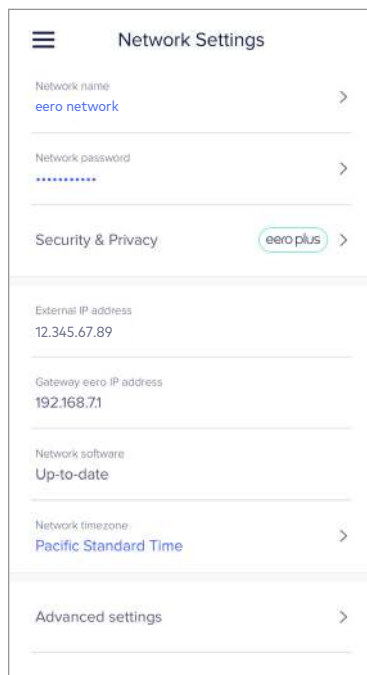 Network Settings
Network name
eero network
Network password
•••••••••••
Security & Privacy eero plus
External IP address
12.345.67.89
Gateway eero IP address
192.168.7.1
Network software
Up-to-date
Network timezone
Pacific Standard Time
Advanced settings